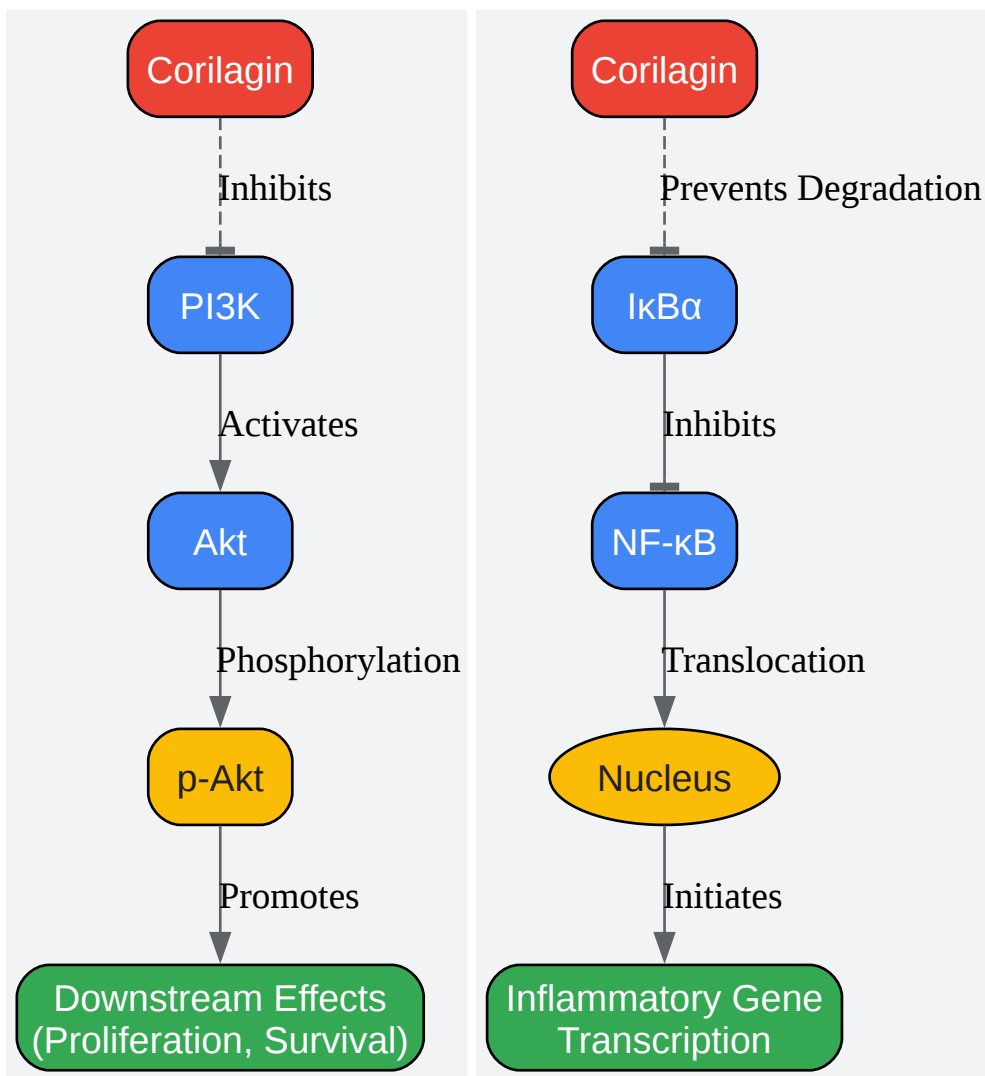 Corilagin
Inhibits
PI3K
Activates
Akt
Phosphorylation
p-Akt
Promotes
Downstream Effects
(Proliferation, Survival)
Corilagin
Prevents Degradation
IκBα
Inhibits
NF-κB
Translocation
Nucleus
Initiates
Inflammatory Gene
Transcription